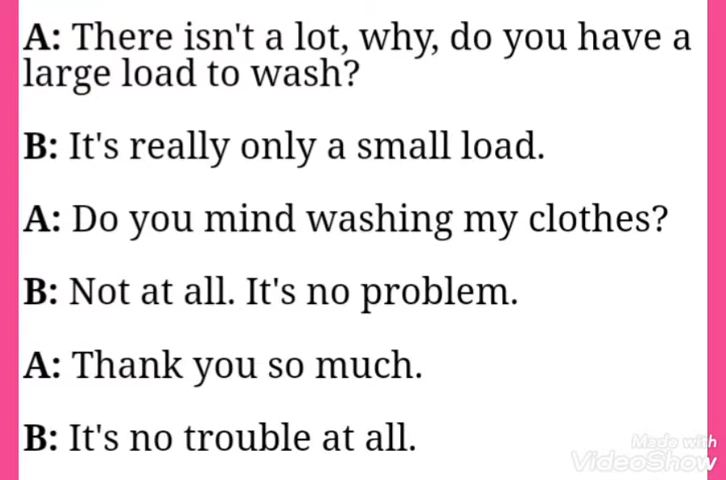 A: There isn't a lot, why, do you have a
large load to wash?
B: It's really only a small load.
A: Do you mind washing my clothes?
B: Not at all. It's no problem.
A: Thank you so much.
B: It's no trouble at all.
Made with
VideoShow